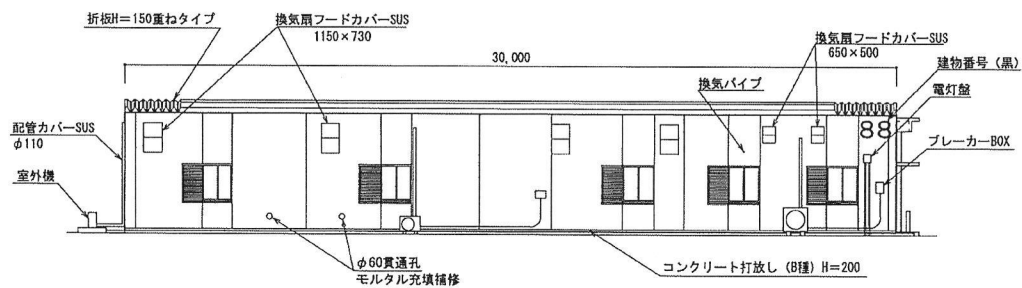 折板H=150重ねタイプ
換気扇フードカバーSUS
1150×730
30,000
換気扇フードカバーSUS
650×500
建物番号(黒)
電灯盤
換気パイプ
88
配管カバーSUS
φ110
ブレーカーBOX
室外機
φ60貫通孔
モルタル充填補修
コンクリート打放し(B種)H=200